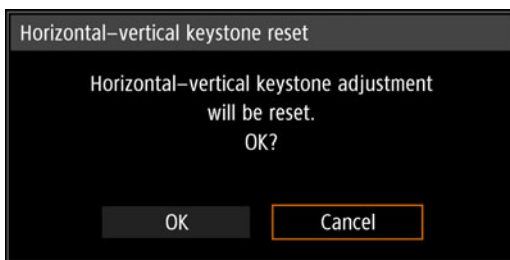 Horizontal–vertical keystone reset
Horizontal–vertical keystone adjustment
will be reset.
OK?
OK
Cancel